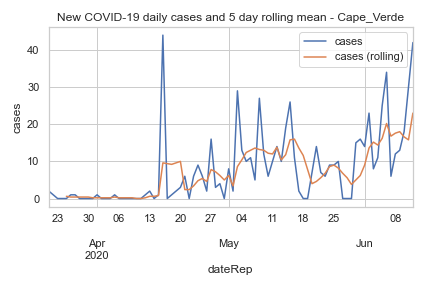 New COVID-19 daily cases and 5 day rolling mean - Cape_Verde
cases
cases (rolling)
cases
40
30
20
10
0
23 30 06 13 20 27 04 11 18 25 08
Apr May Jun
2020
dateRep